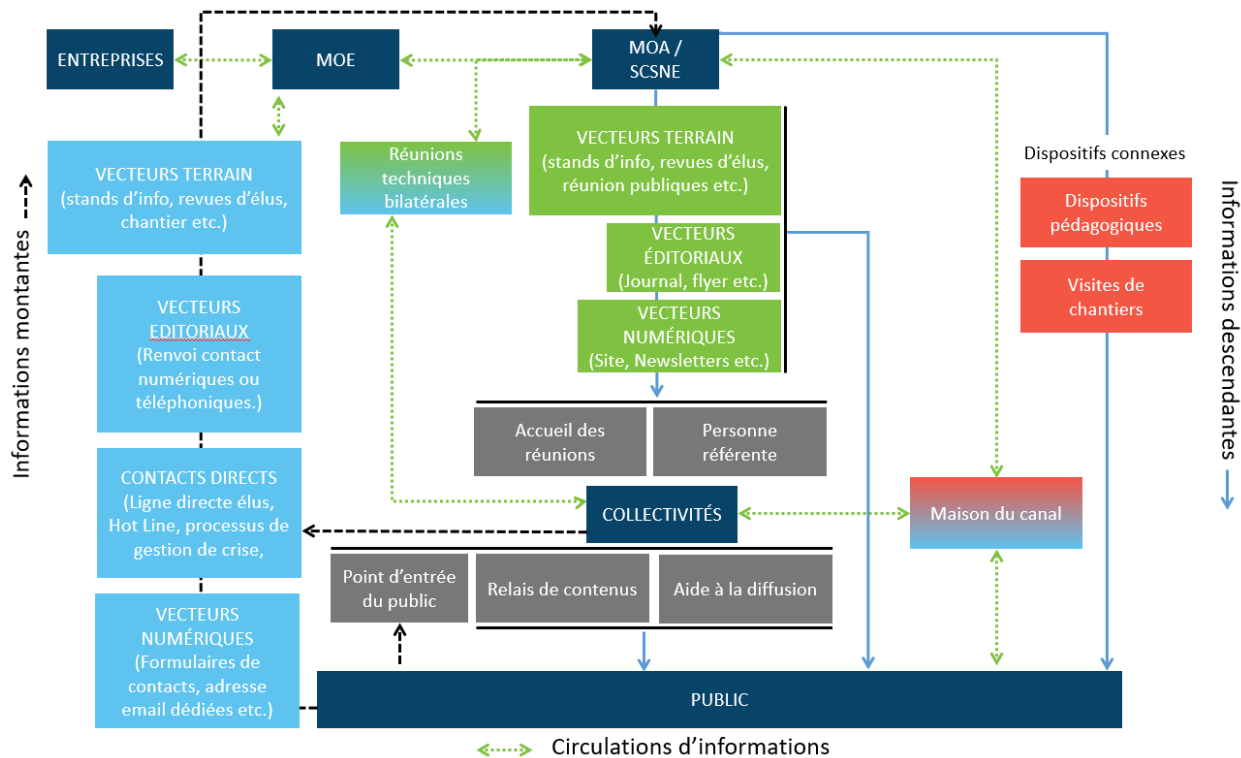 ENTREPRISES
MOE
MOA /
SCSNE
VECTEURS TERRAIN
(stands d’info, revues d’élus,
chantier etc.)
Réunions
techniques
bilatérales
VECTEURS TERRAIN
(stands d’info, revues d’élus,
réunion publiques etc.)
Dispositifs connexes
Dispositifs
pédagogiques
Visites de
chantiers
Informations montantes
Informations descendantes
VECTEURS
ÉDITORIAUX
(Journal, flyer etc.)
VECTEURS
EDITORIAUX
(Renvoi contact
numériques ou
téléphoniques.)
VECTEURS
NUMÉRIQUES
(Site, Newsletters etc.)
Accueil des
réunions
Personne
référente
CONTACTS DIRECTS
(Ligne directe élus,
Hot Line, processus de
gestion de crise,
COLLECTIVITÉS
Maison du canal
Point d’entrée
du public
Relais de contenus
Aide à la diffusion
VECTEURS
NUMÉRIQUES
(Formulaires de
contacts, adresse
email dédiées etc.)
PUBLIC
Circulations d’informations